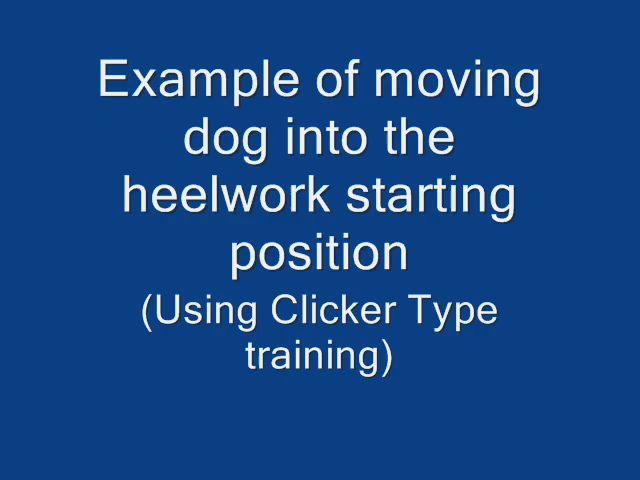 Example of moving
dog into the
heelwork starting
position
(Using Clicker Type
training)